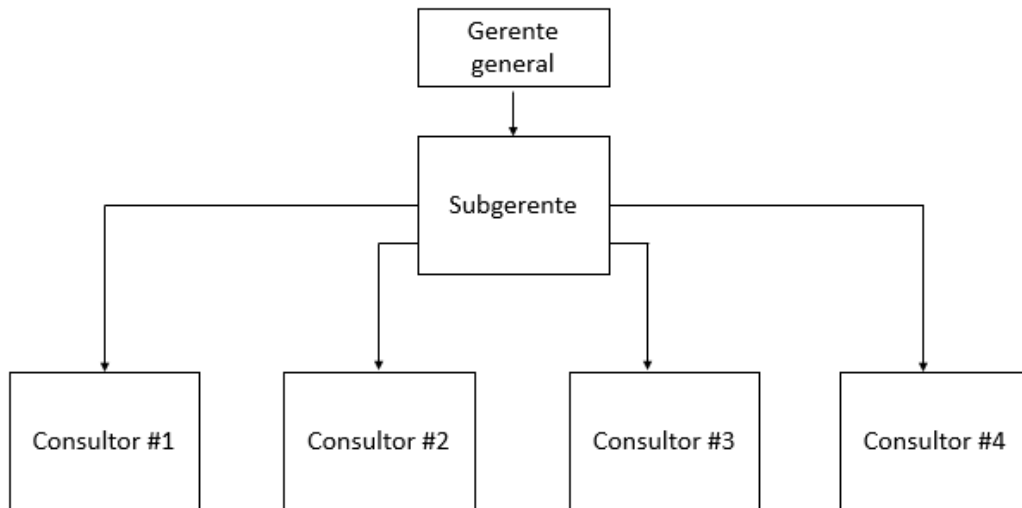 Gerente
general
Subgerente
Consultor #1
Consultor #2
Consultor #3
Consultor #4